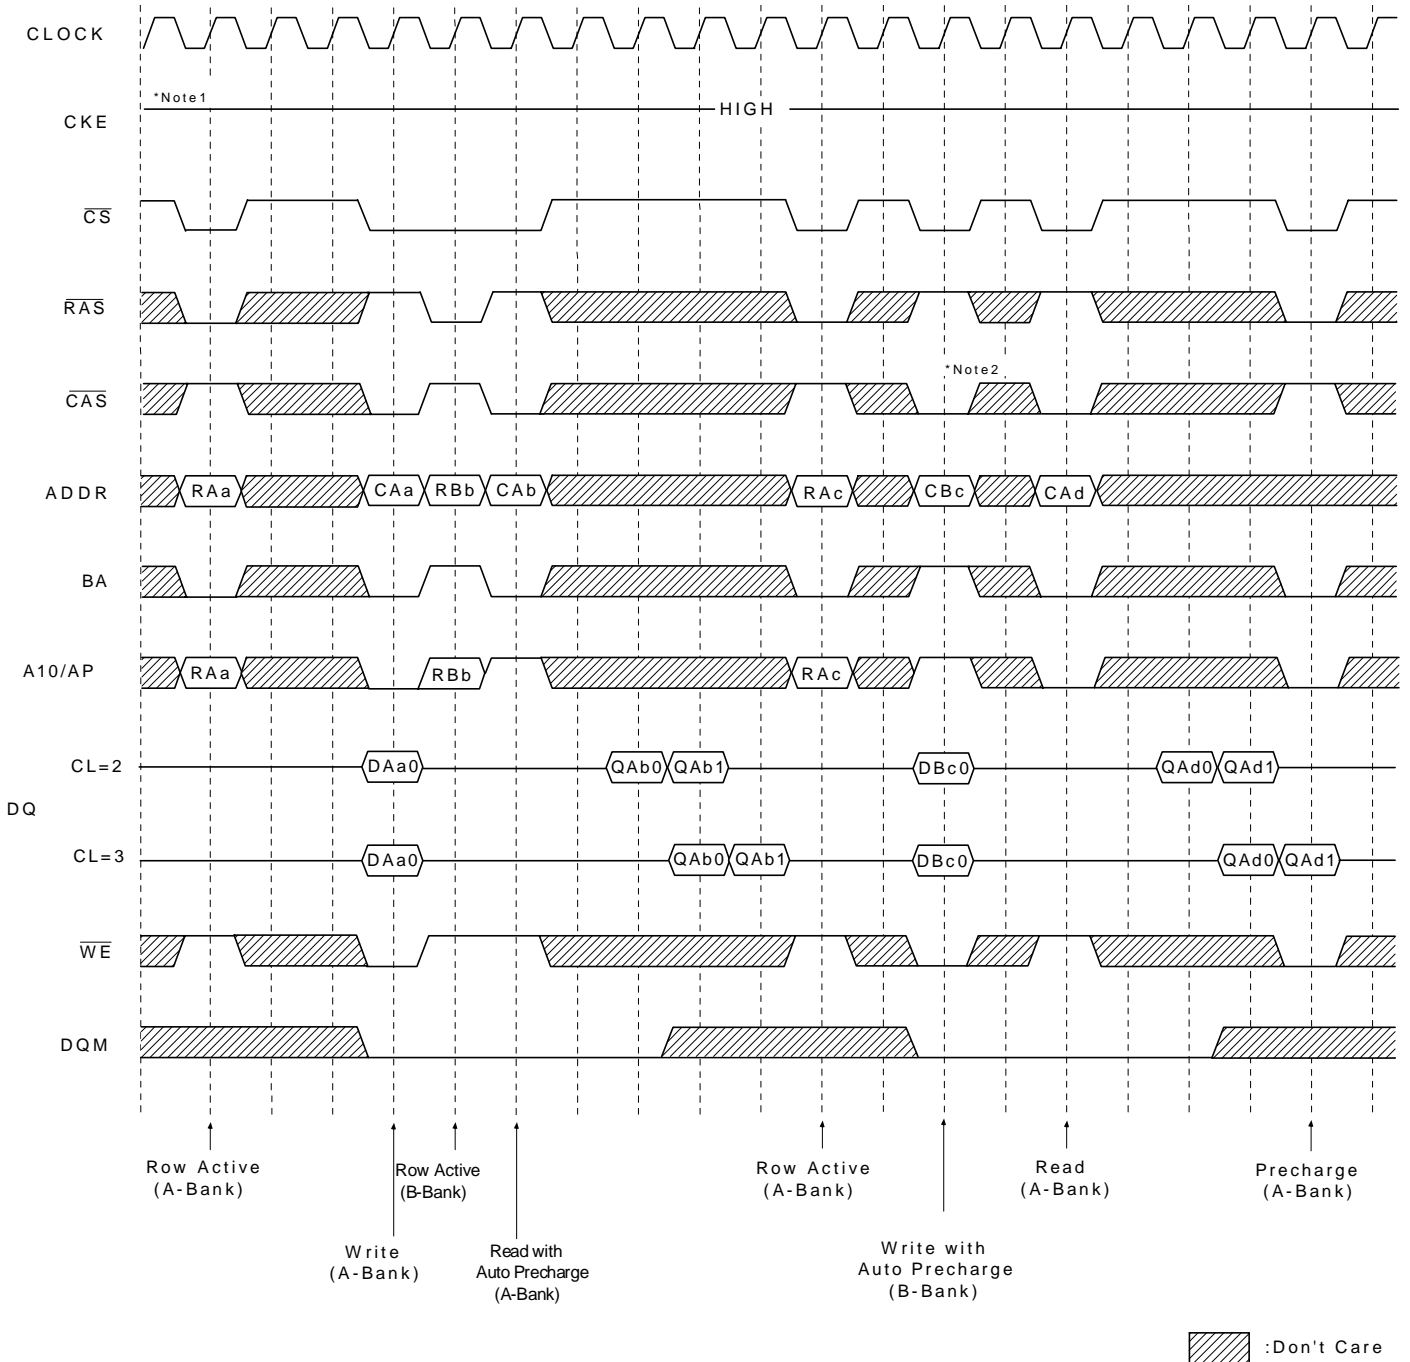 CLOCK
*Note1
HIGH
CKE
CS
RAS
*Note2
CAS
ADDR
RAa
CAa
RBb
CAb
RAc
CBc
CAd
BA
A10/AP
RAa
RBb
RAc
CL=2
DAa0
QAb0
QAb1
DBc0
QAd0
QAd1
DQ
CL=3
DAa0
QAb0
QAb1
DBc0
QAd0
QAd1
WE
DQM
Row Active
(A-Bank)
Row Active
(B-Bank)
Row Active
(A-Bank)
Read
(A-Bank)
Precharge
(A-Bank)
Write
(A-Bank)
Read with
Auto Precharge
(A-Bank)
Write with
Auto Precharge
(B-Bank)
:Don't Care